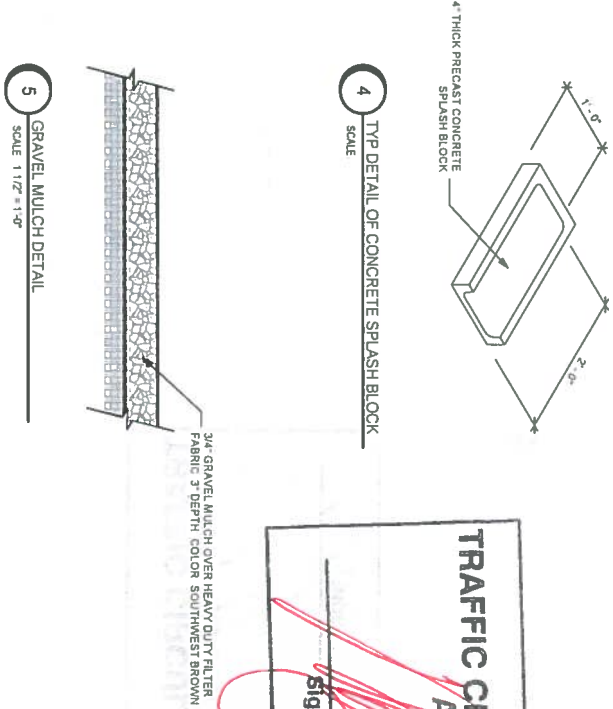 1'-0"
2'-0"
4" THICK PRECAST CONCRETE
SPLASH BLOCK
4
TYP DETAIL OF CONCRETE SPLASH BLOCK
SCALE
3/4" GRAVEL MULCH OVER HEAVY DUTY FILTER
FABRIC 3" DEPTH COLOR SOUTHWEST BROWN
5
GRAVEL MULCH DETAIL
SCALE 1 1/2" = 1'-0"
TRAFFIC